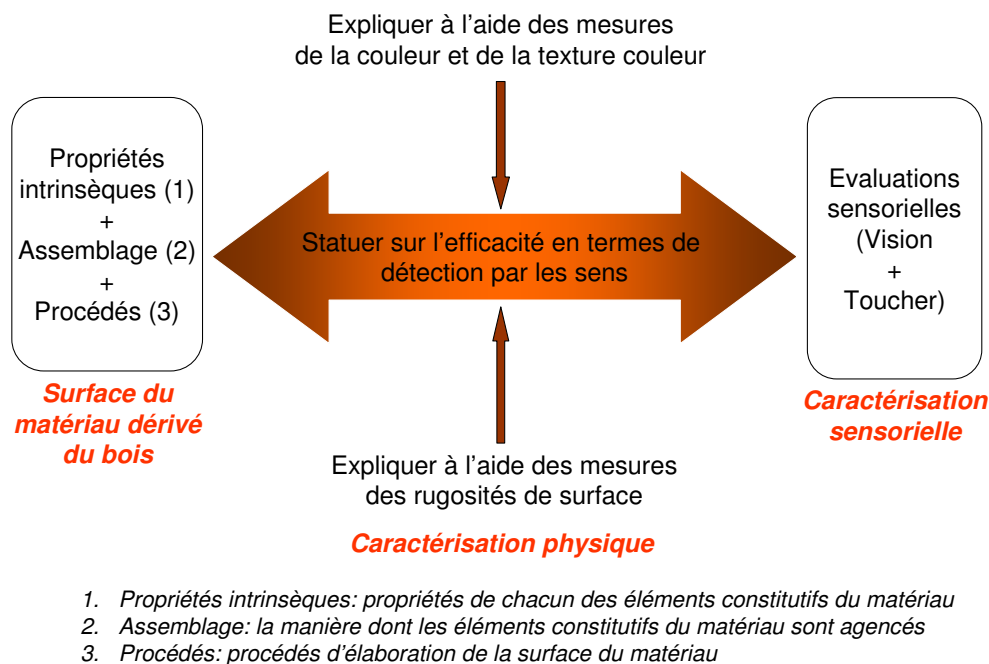 Expliquer à l’aide des mesures
de la couleur et de la texture couleur
Propriétés
intrinsèques (1)
+
Assemblage (2)
+
Procédés (3)
Statuer sur l’efficacité en termes de
détection par les sens
Evaluations
sensorielles
(Vision
+
Toucher)
Surface du
matériau dérivé
du bois
Caractérisation
sensorielle
Expliquer à l’aide des mesures
des rugosités de surface
Caractérisation physique
1. Propriétés intrinsèques: propriétés de chacun des éléments constitutifs du matériau
2. Assemblage: la manière dont les éléments constitutifs du matériau sont agencés
3. Procédés: procédés d’élaboration de la surface du matériau